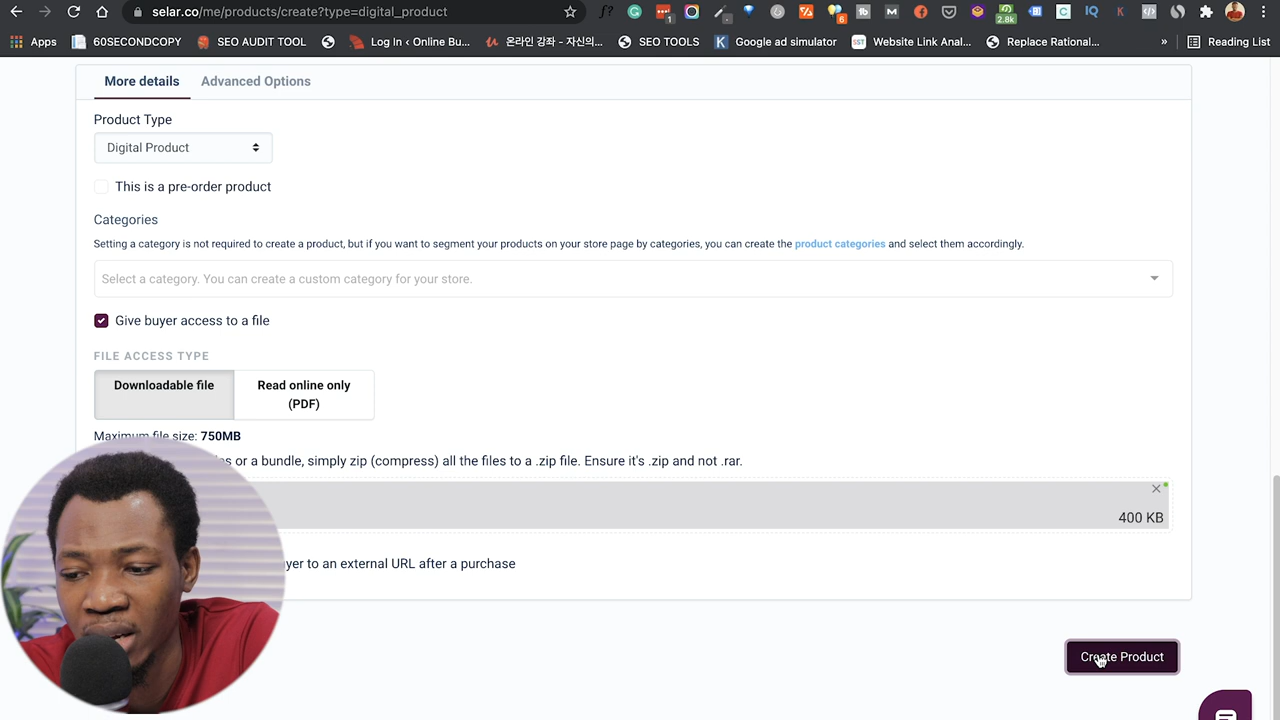 selar.co/me/products/create?type=digital_product
1
6
2.8k
Apps
60SECONDCOPY
SEO AUDIT TOOL
Log In ‹ Online Bu...
온라인 강좌 - 자신의...
SEO TOOLS
Google ad simulator
Website Link Anal...
Replace Rational...
»
Reading List
More details
Advanced Options
Product Type
Digital Product
This is a pre-order product
Categories
Setting a category is not required to create a product, but if you want to segment your products on your store page by categories, you can create the product categories and select them accordingly.
Select a category. You can create a custom category for your store.
Give buyer access to a file
FILE ACCESS TYPE
Downloadable file
Read online only
(PDF)
Maximum file size: 750MB
or a bundle, simply zip (compress) all the files to a .zip file. Ensure it's .zip and not .rar.
400 KB
to an external URL after a purchase
Create Product